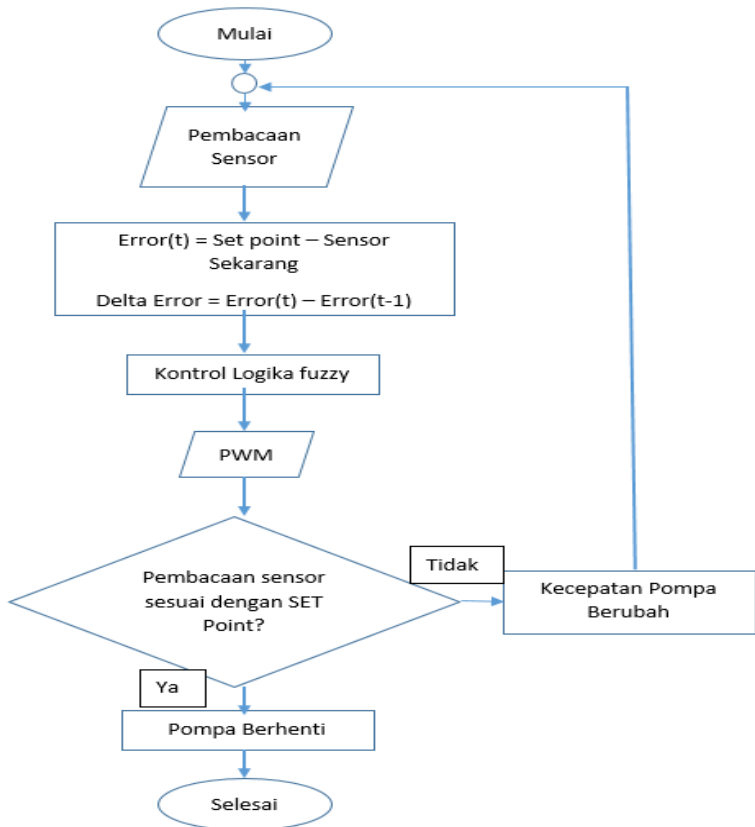 Mulai
Pembacaan
Sensor
Error(t) = Set point – Sensor
Sekarang
Delta Error = Error(t) – Error(t-1)
Kontrol Logika fuzzy
PWM
Pembacaan sensor
sesuai dengan SET
Point?
Tidak
Kecepatan Pompa
Berubah
Ya
Pompa Berhenti
Selesai